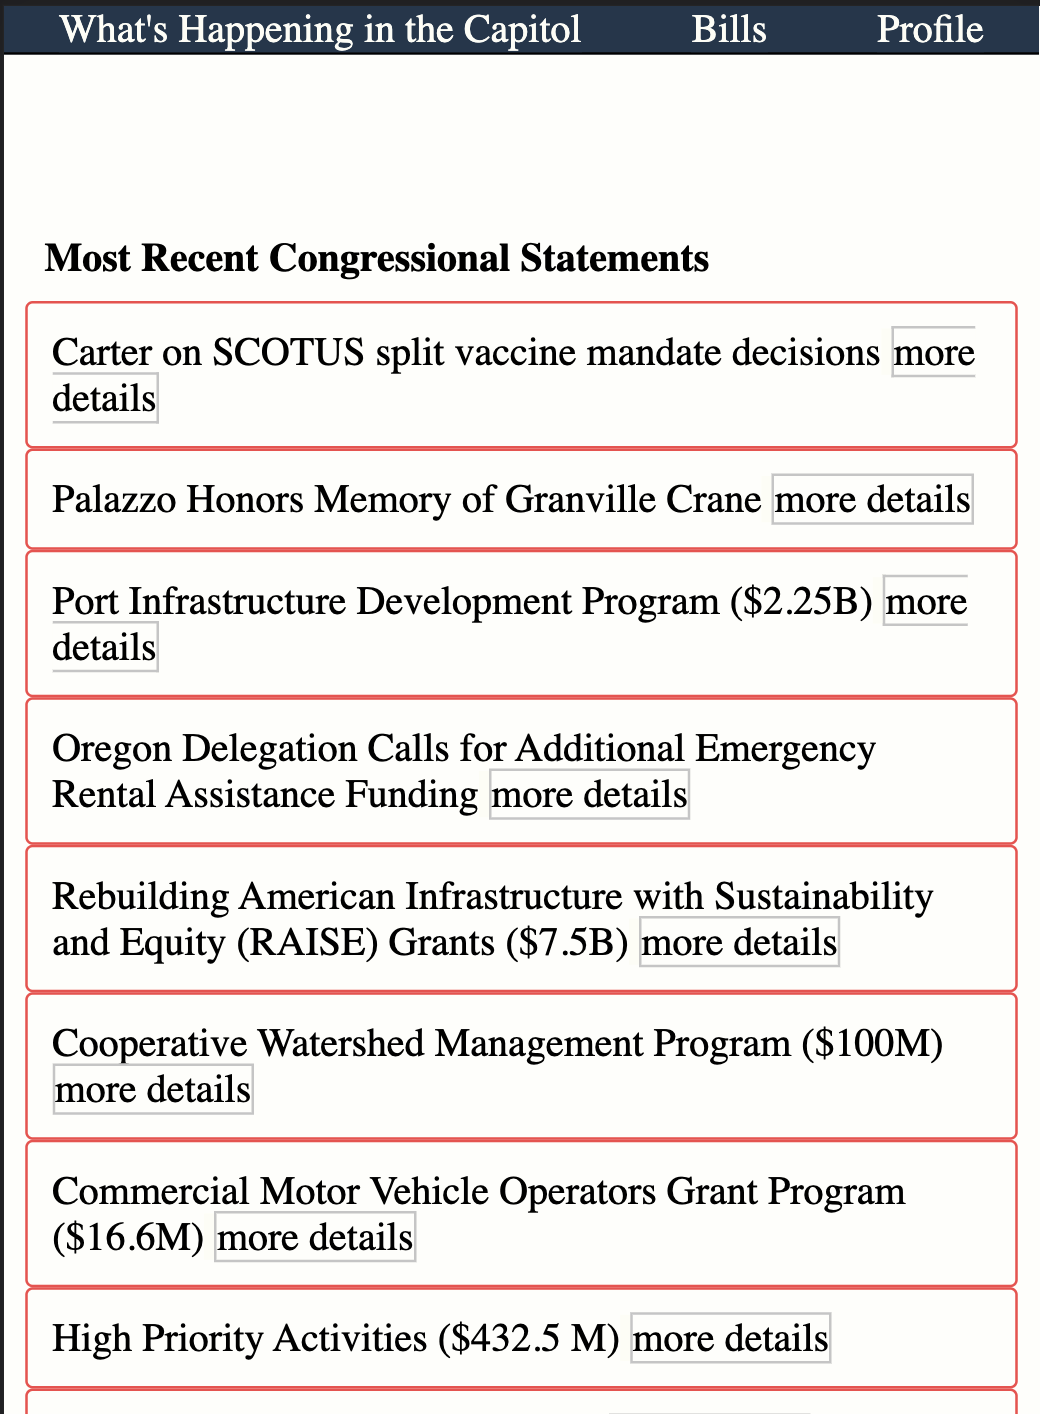 What's Happening in the Capitol Bills Profile
Most Recent Congressional Statements
Carter on SCOTUS split vaccine mandate decisions more
details
Palazzo Honors Memory of Granville Crane more details
Port Infrastructure Development Program ($2.25B) more
details
Oregon Delegation Calls for Additional Emergency
Rental Assistance Funding more details
Rebuilding American Infrastructure with Sustainability
and Equity (RAISE) Grants ($7.5B) more details
Cooperative Watershed Management Program ($100M)
more details
Commercial Motor Vehicle Operators Grant Program
($16.6M) more details
High Priority Activities ($432.5 M) more details